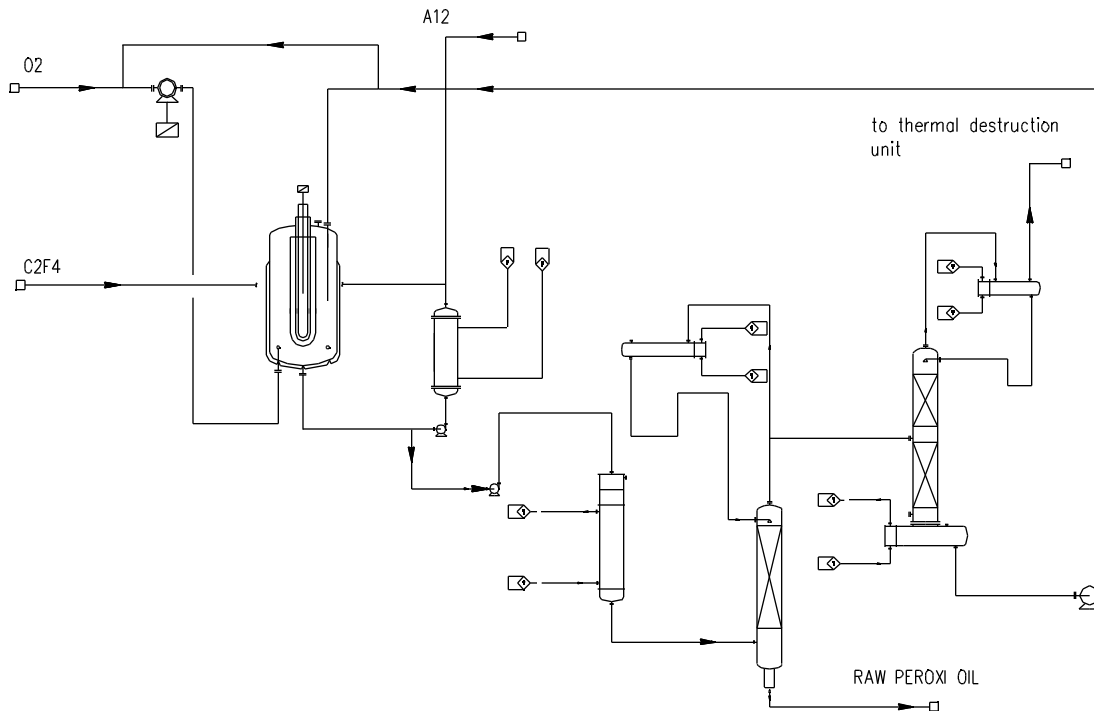 A12
O2
to thermal destruction
unit
C2F4
RAW PEROXI OIL